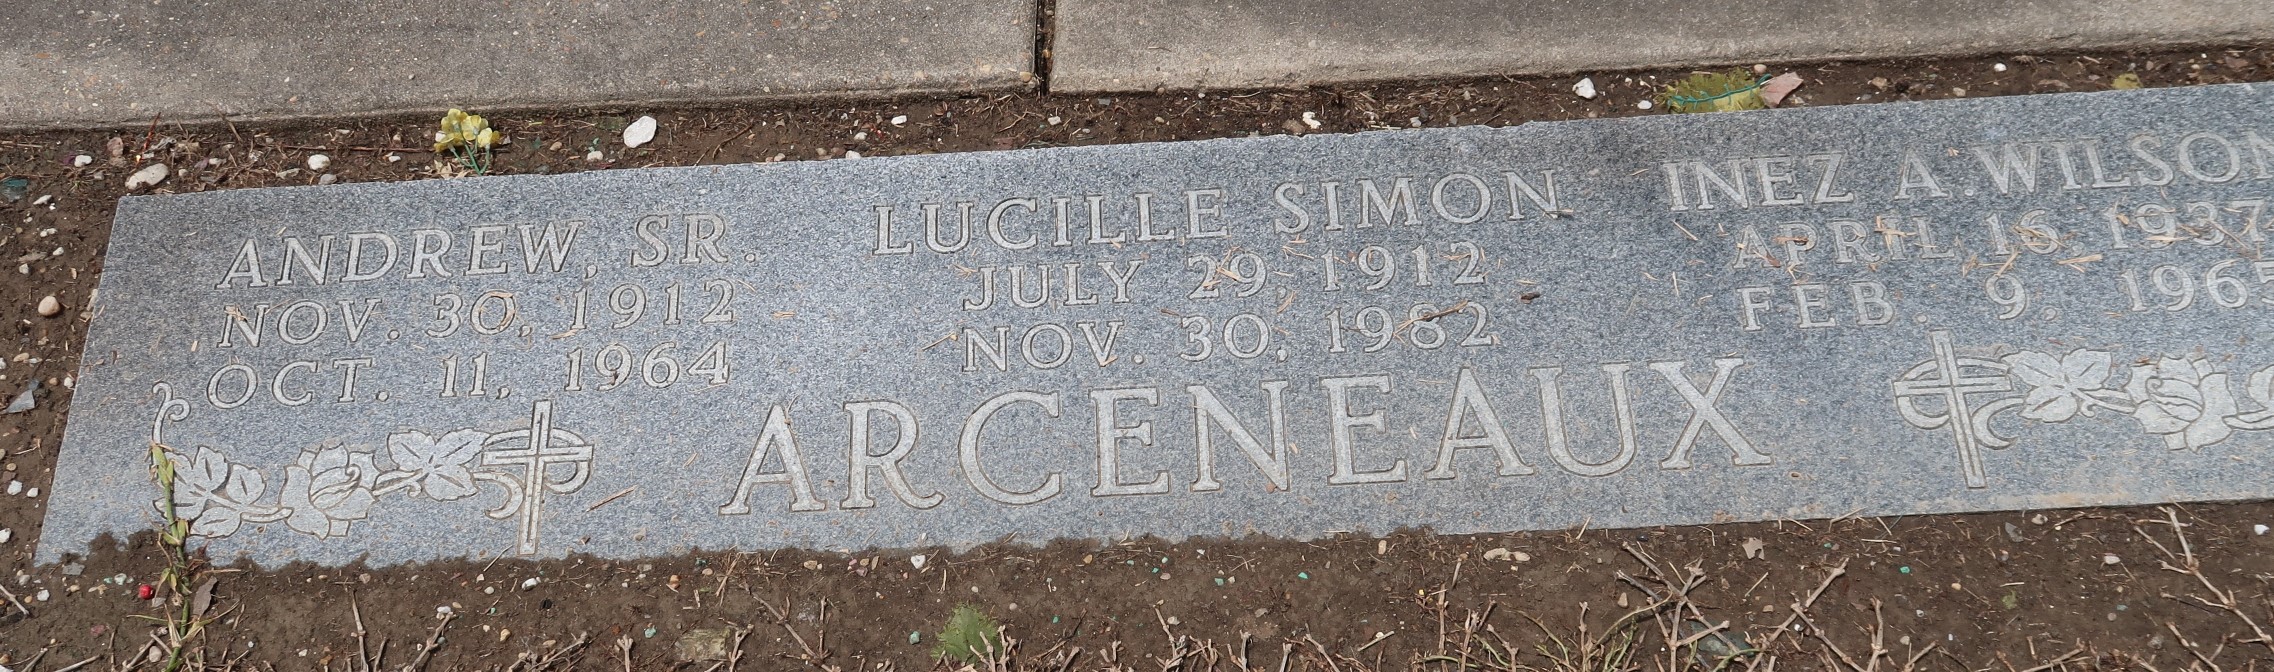 ANDREW, SR.
NOV. 30, 1912
OCT. 11, 1964
LUCILLE SIMON
JULY 29, 1912
NOV. 30, 1982
INEZ A. WILSON
APRIL 16, 1937
FEB. 9, 1965
ARCENEAUX